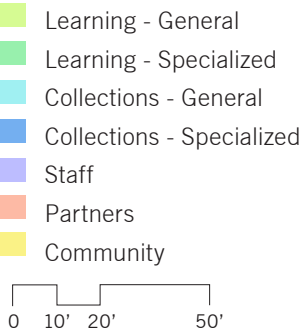 Learning - General
Learning - Specialized
Collections - General
Collections - Specialized
Staff
Partners
Community
0 10’ 20’ 50’